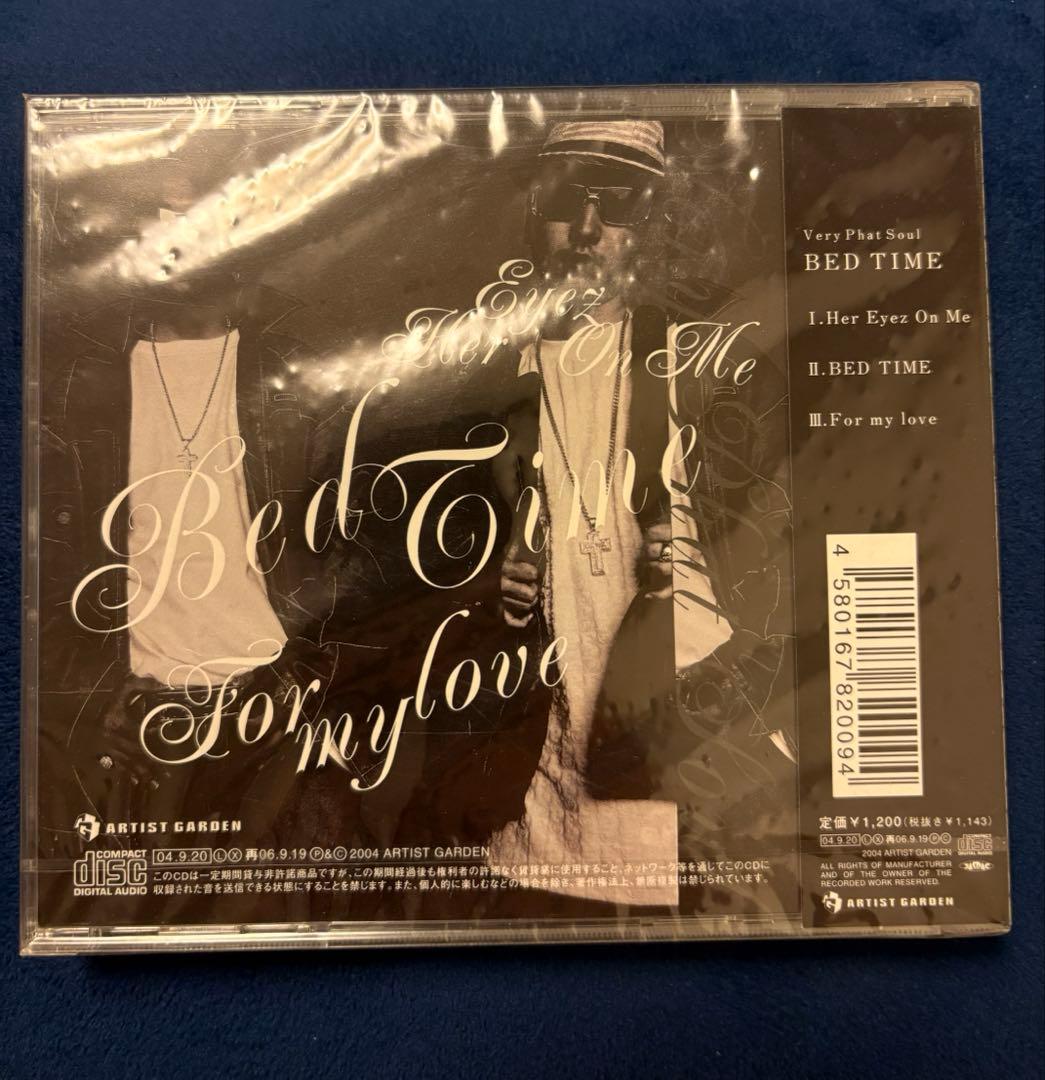 Eyez
Her On Me
Bed Time
For my love
ARTIST GARDEN
COMPACT
disc
DIGITAL AUDIO
04.9.20 Ⓛ Ⓧ 再06.9.19 Ⓟ&Ⓒ 2004 ARTIST GARDEN
このCDは一定期間貸与非許諾商品ですが、この期間経過後も権利者の許諾なく賃貸業に使用すること、ネットワーク等を通じてこのCDに
収録された音を送信できる状態にすることを禁じます。また、個人的に楽しむなどの場合を除き、著作権法上、無断複製は禁じられています。
Very Phat Soul
BED TIME
Ⅰ.Her Eyez On Me
Ⅱ.BED TIME
Ⅲ.For my love
4 580167 820094
定価¥1,200(税抜き¥1,143)
04.9.20 Ⓛ Ⓧ 再06.9.19 Ⓟ Ⓒ
2004 ARTIST GARDEN
disc
DIGITAL AUDIO
ALL RIGHTS OF MANUFACTURER
AND OF THE OWNER OF THE
RECORDED WORK RESERVED.
ARTIST GARDEN